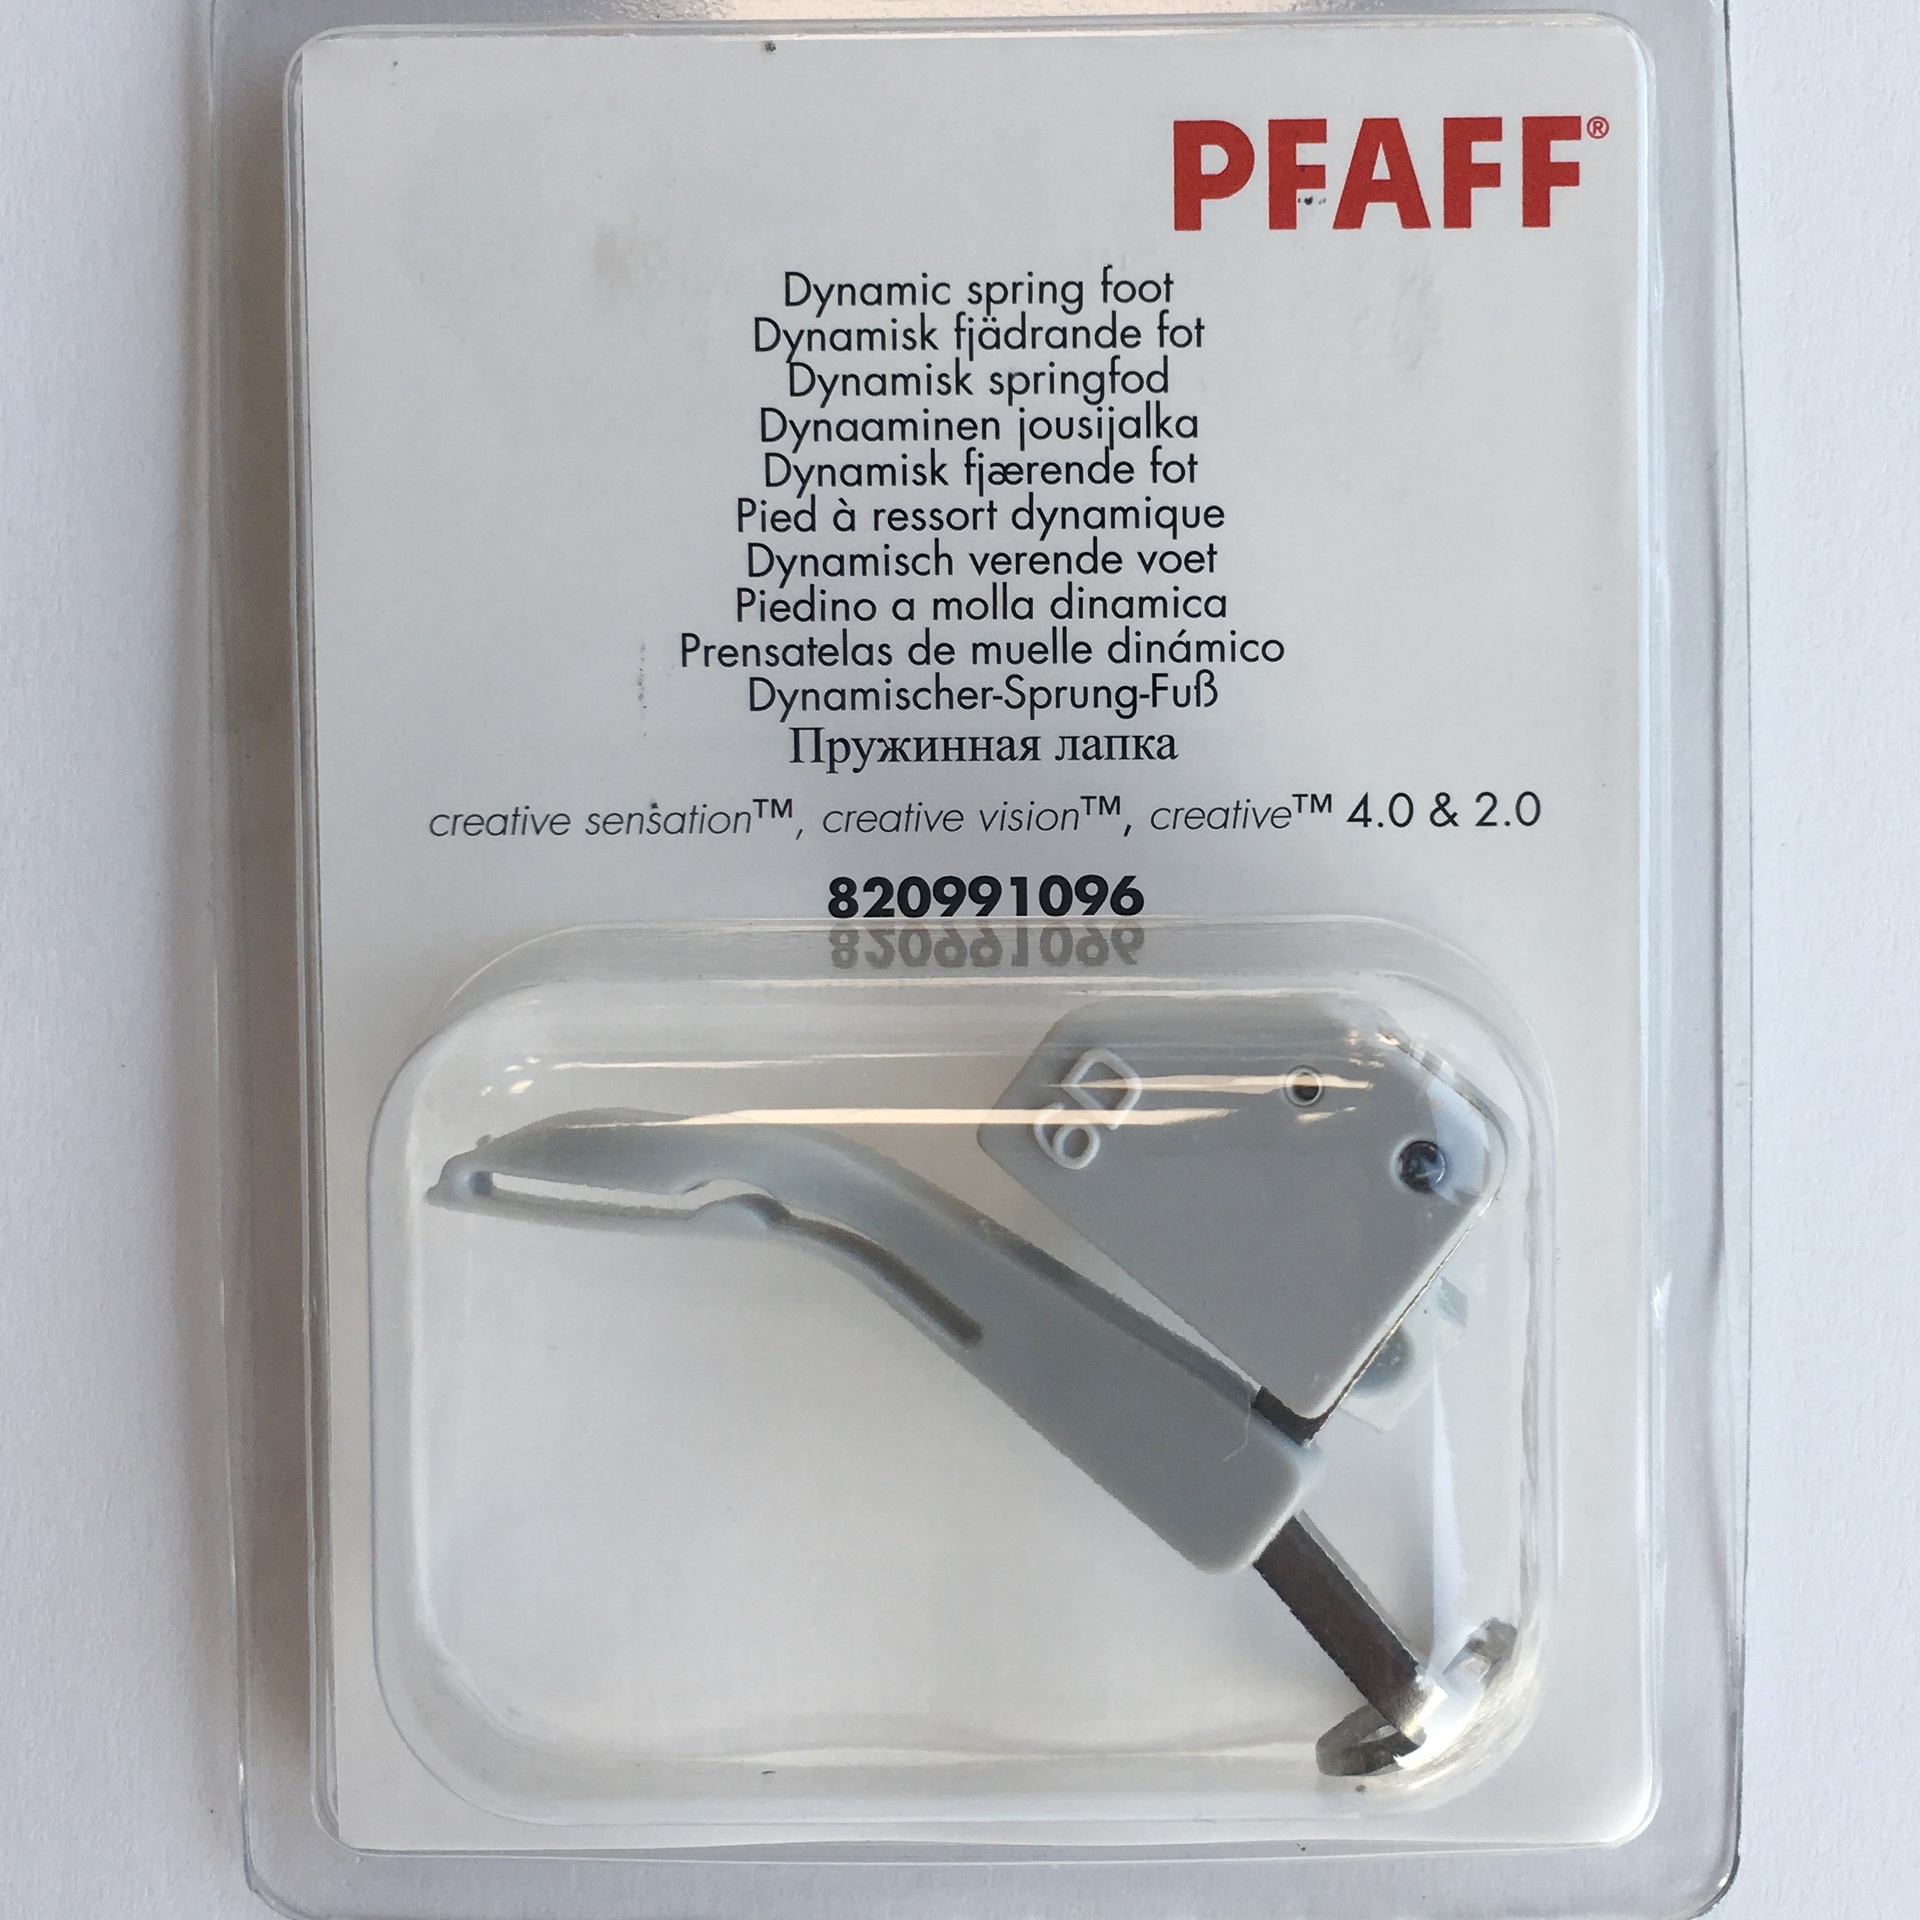 PFAFF®
Dynamic spring foot
Dynamisk fjädrande fot
Dynamisk springfod
Dynaaminen jousijalka
Dynamisk fjærende fot
Pied à ressort dynamique
Dynamisch verende voet
Piedino a molla dinamica
Prensatelas de muelle dinámico
Dynamischer-Sprung-Fuß
Пружинная лапка
creative sensation™, creative vision™, creative™ 4.0 & 2.0
820991096
6D